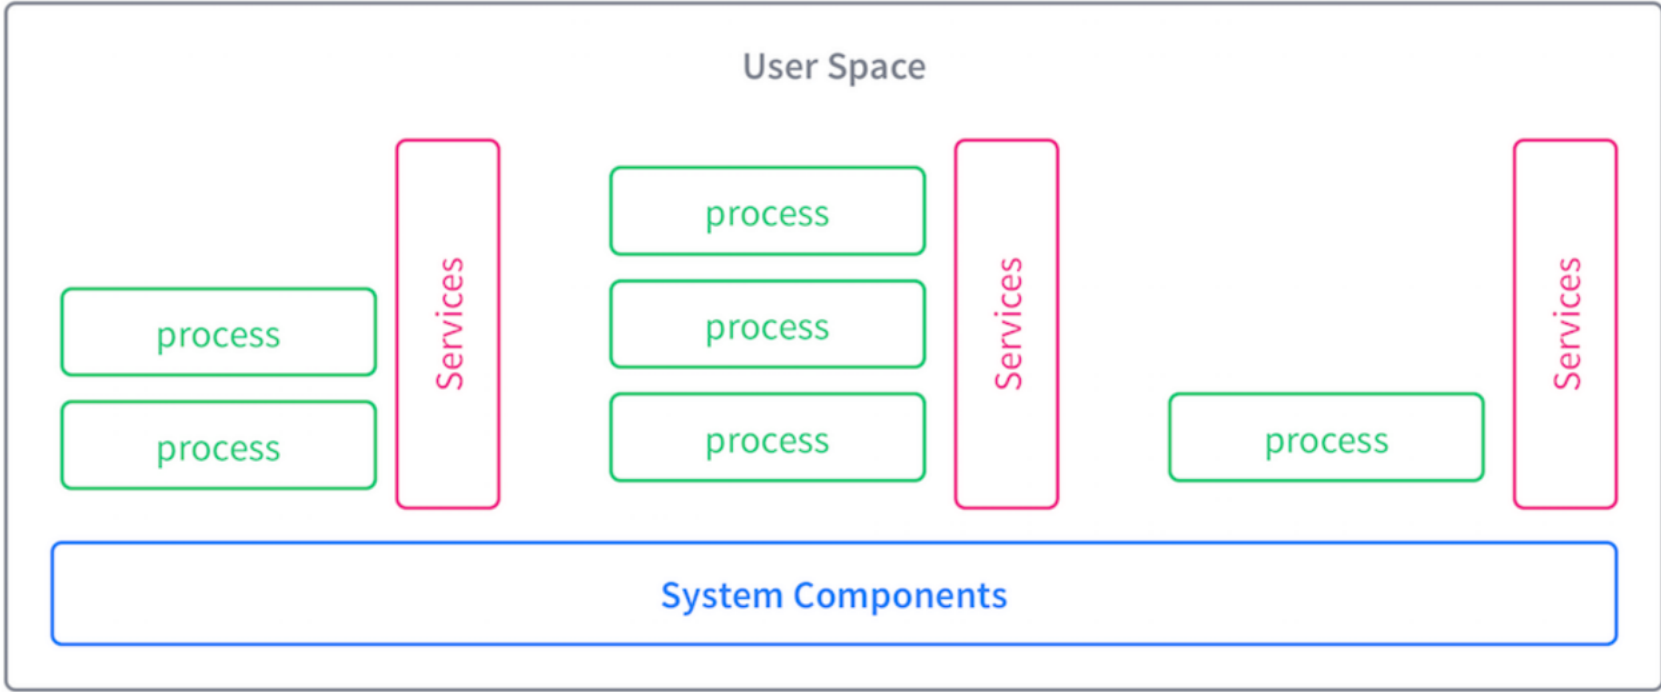 User Space
process
process
Services
process
process
process
Services
process
Services
System Components